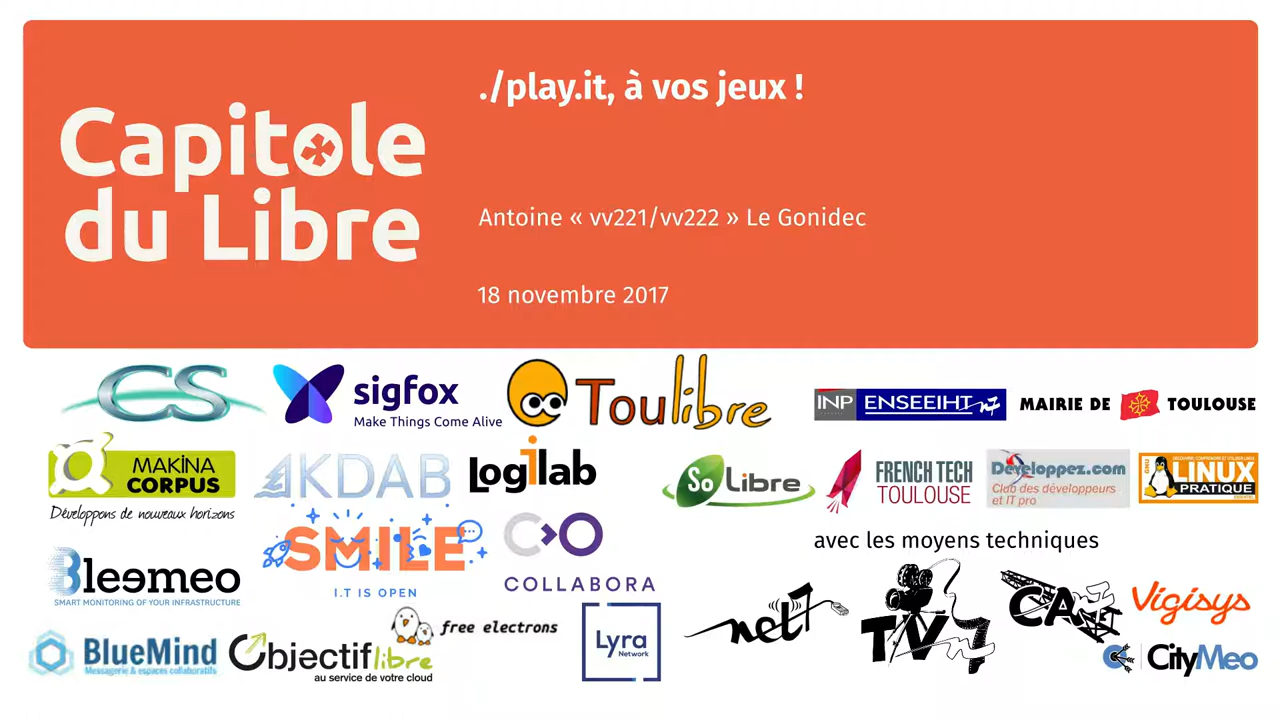 Capitole
du Libre
./play.it, à vos jeux !
Antoine « vv221/vv222 » Le Gonidec
18 novembre 2017
CS
sigfox
Make Things Come Alive
Toulibre
INP ENSEEIHT n7
MAIRIE DE TOULOUSE
MAKINA
CORPUS
Développons de nouveaux horizons
KDAB
Logilab
So Libre
FRENCH TECH
TOULOUSE
Developpez.com
Club des développeurs
et IT pro
LINUX
PRATIQUE
SMILE
I.T IS OPEN
COLLABORA
avec les moyens techniques
Bleemeo
SMART MONITORING OF YOUR INFRASTRUCTURE
free electrons
Lyra
Network
net7
TV7
CA
Vigisys
BlueMind
Messagerie & espaces collaboratifs
Objectif libre
au service de votre cloud
CityMeo